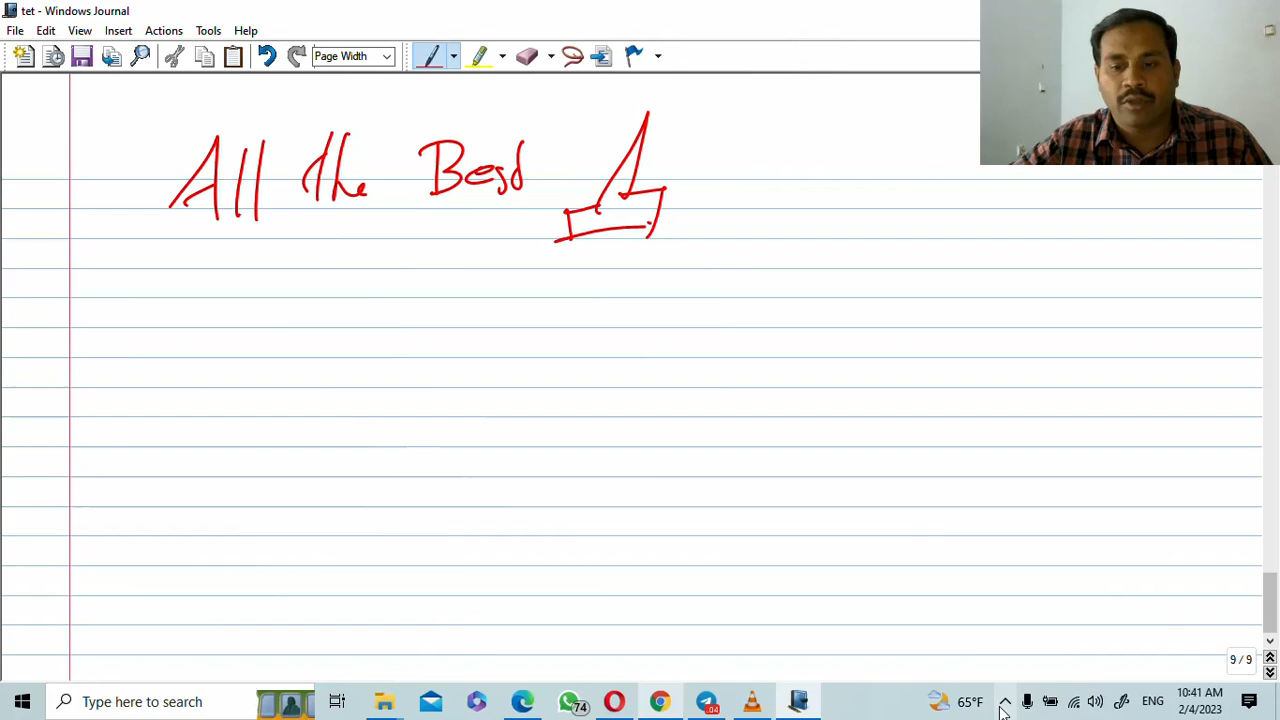 tet - Windows Journal
File Edit View Insert Actions Tools Help
Page Width
All the Best
9 / 9
Type here to search
74
04
65°F
ENG
10:41 AM
2/4/2023